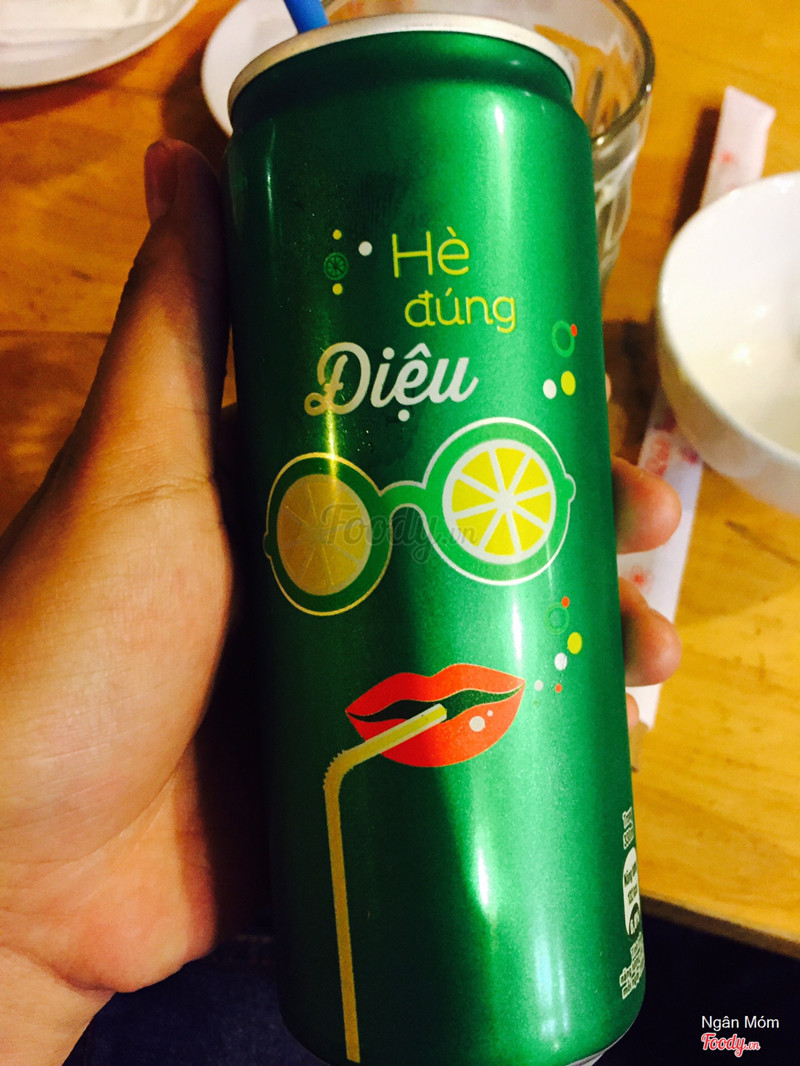 Hè
đúng
Điệu
Foody.vn
Ngân Móm
Foody.vn